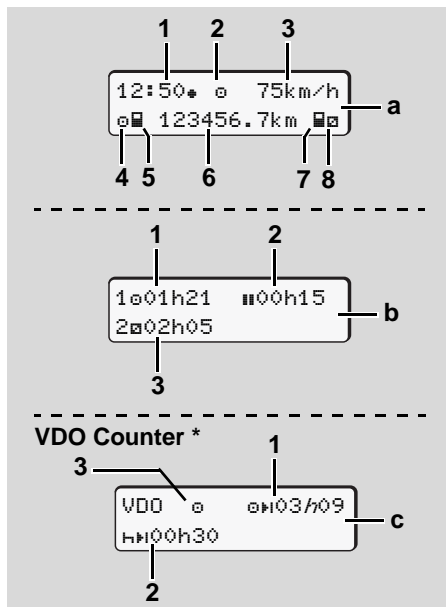 1 2 3
12:50• ⊙ 75km/h
a
⊙ 123456.7km
4 5 6 7 8
1 2
1⊙01h21 00h15
b
2⧄02h05
3
VDO Counter *
3 1
VDO ⊙ ⊙03h09
c
00h30
2